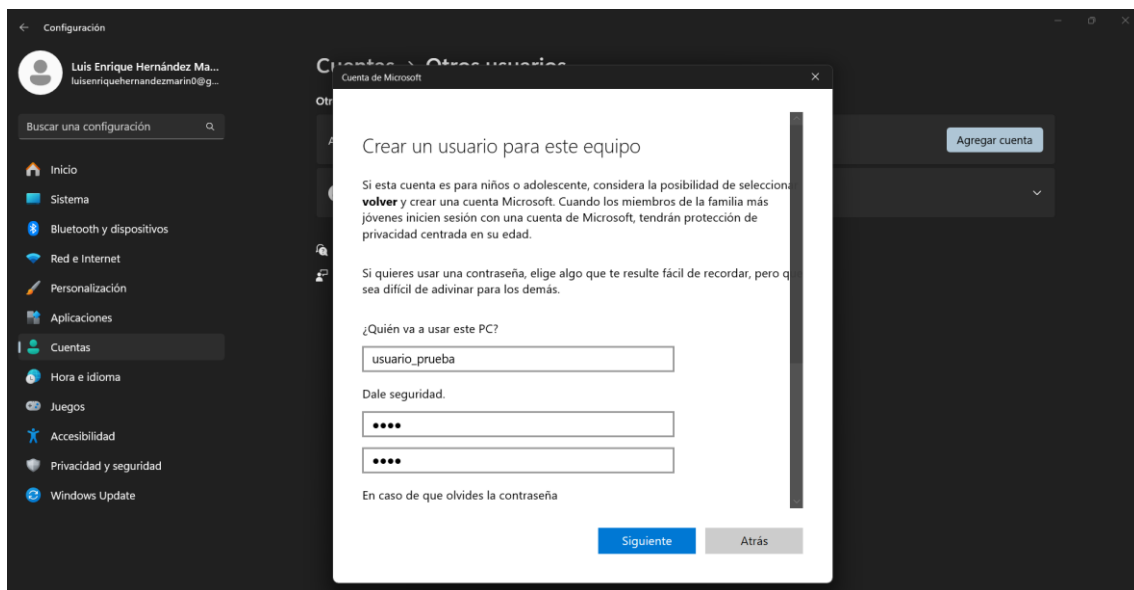 Configuración
Luis Enrique Hernández Ma...
luisenriquehernandezmarin0@g...
Buscar una configuración
Inicio
Sistema
Bluetooth y dispositivos
Red e Internet
Personalización
Aplicaciones
Cuentas
Hora e idioma
Juegos
Accesibilidad
Privacidad y seguridad
Windows Update
Cuentas > Otros usuarios
Otr
Agregar cuenta
Cuenta de Microsoft
Crear un usuario para este equipo
Si esta cuenta es para niños o adolescente, considera la posibilidad de selecciona
volver y crear una cuenta Microsoft. Cuando los miembros de la familia más
jóvenes inicien sesión con una cuenta de Microsoft, tendrán protección de
privacidad centrada en su edad.
Si quieres usar una contraseña, elige algo que te resulte fácil de recordar, pero q
sea difícil de adivinar para los demás.
¿Quién va a usar este PC?
usuario_prueba
Dale seguridad.
••••
••••
En caso de que olvides la contraseña
Siguiente
Atrás